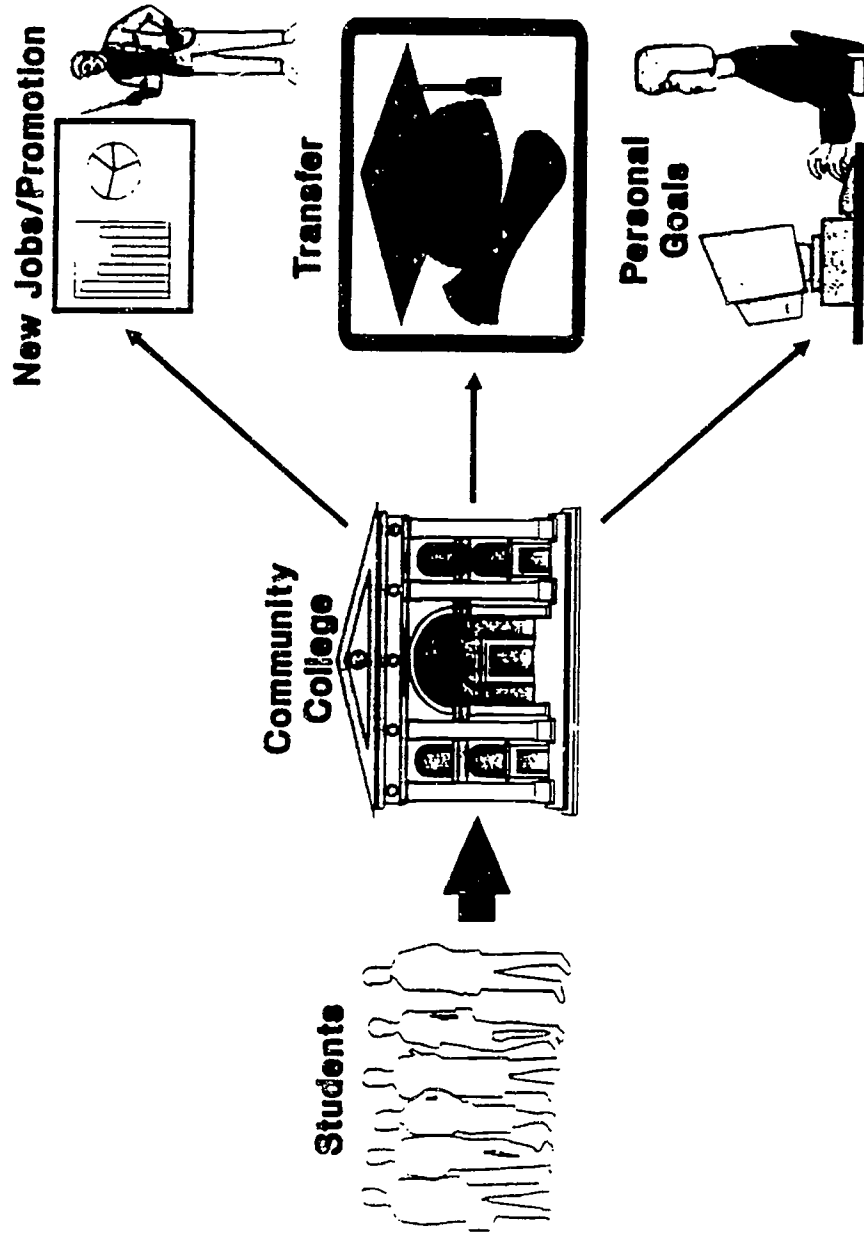 Students
Community
College
New Jobs/Promotion
Transfer
Personal
Goals